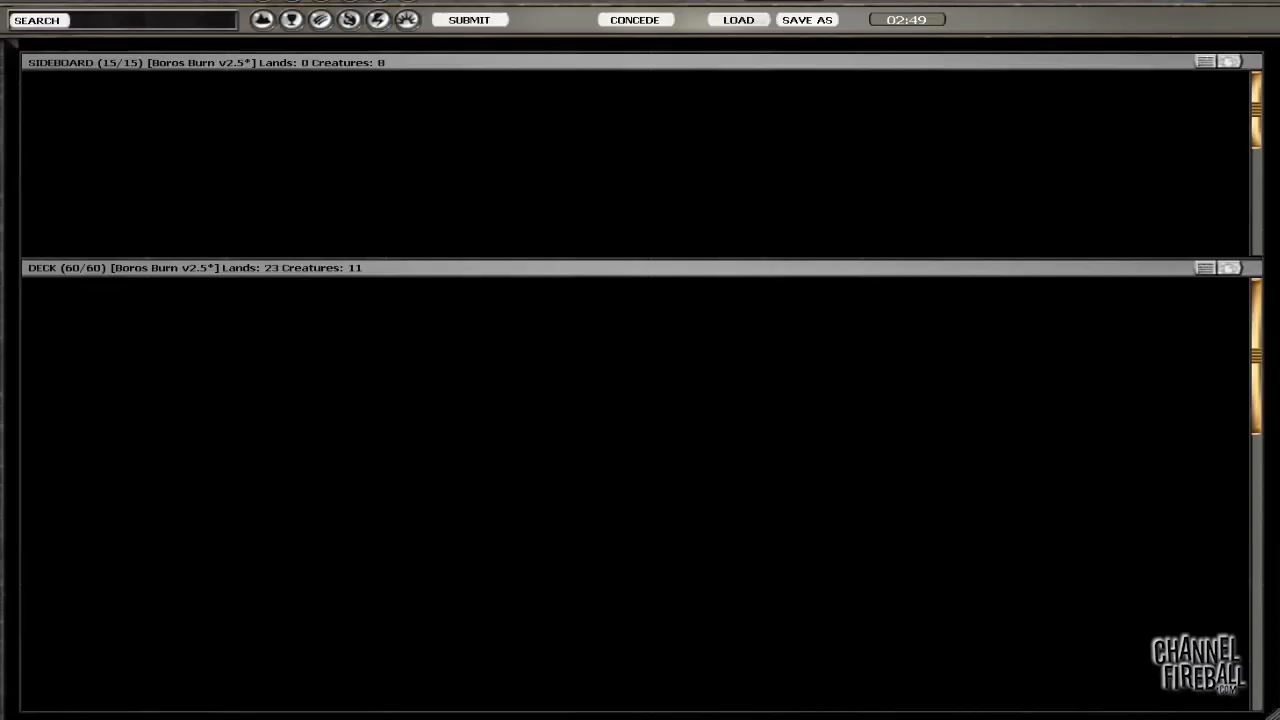 SEARCH SUBMIT CONCEDE LOAD SAVE AS 02:49
SIDEBOARD (15/15) [Boros Burn v2.5*] Lands: 0 Creatures: 8
DECK (60/60) [Boros Burn v2.5*] Lands: 23 Creatures: 11
CHANNEL
FIREBALL
.COM